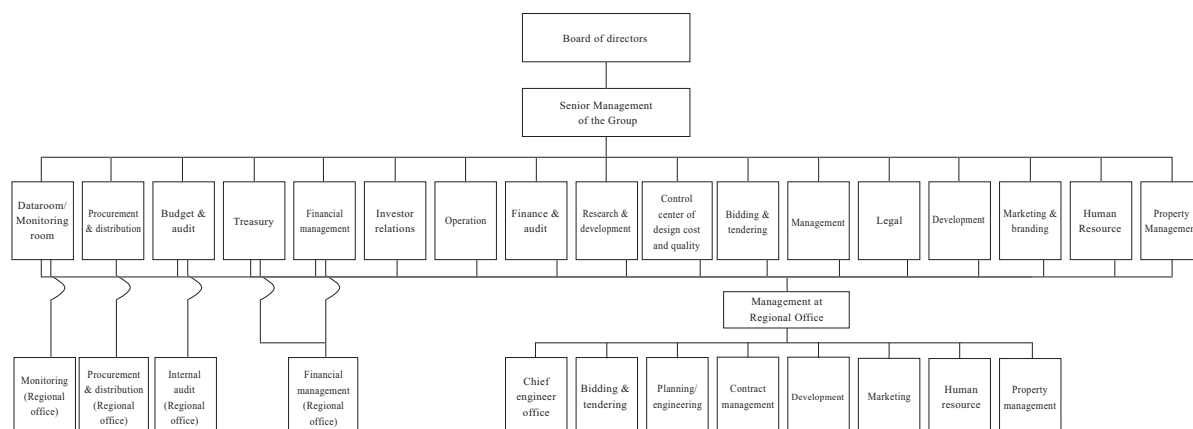 Board of directors
Senior Management
of the Group
Dataroom/
Monitoring
room
Procurement
& distribution
Budget &
audit
Treasury
Financial
management
Investor
relations
Operation
Finance &
audit
Research &
development
Control
center of
design cost
and quality
Bidding &
tendering
Management
Legal
Development
Marketing &
branding
Human
Resource
Property
Management
Management at
Regional Office
Monitoring
(Regional
office)
Procurement
& distribution
(Regional
office)
Internal
audit
(Regional
office)
Financial
management
(Regional
office)
Chief
engineer
office
Bidding &
tendering
Planning/
engineering
Contract
management
Development
Marketing
Human
resource
Property
management